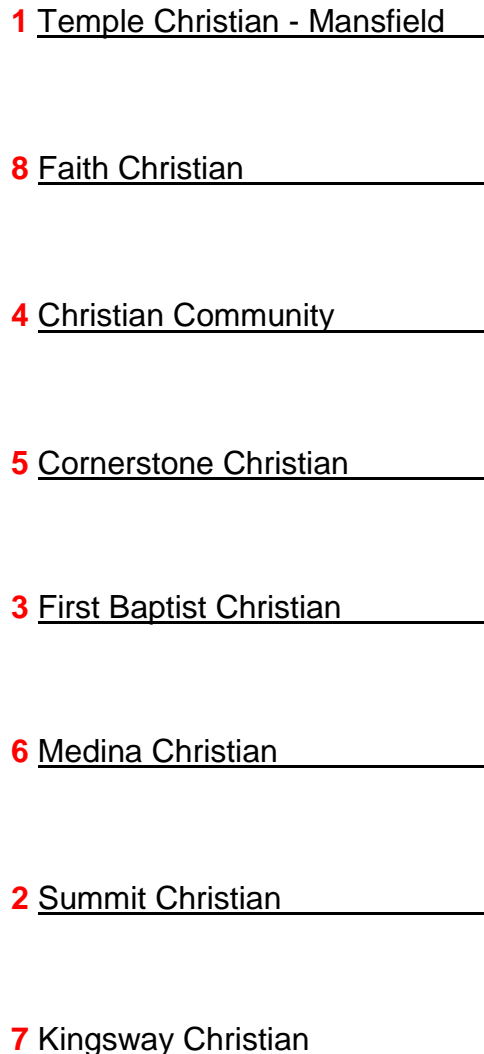 1 Temple Christian - Mansfield
8 Faith Christian
4 Christian Community
5 Cornerstone Christian
3 First Baptist Christian
6 Medina Christian
2 Summit Christian
7 Kingsway Christian